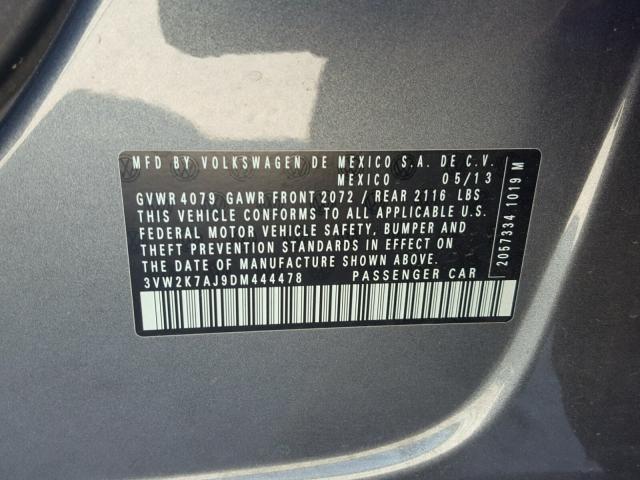 MFD BY VOLKSWAGEN DE MEXICO S.A. DE C.V.
MEXICO 05/13
GVWR 4079 GAWR FRONT 2072 / REAR 2116 LBS
THIS VEHICLE CONFORMS TO ALL APPLICABLE U.S.
FEDERAL MOTOR VEHICLE SAFETY, BUMPER AND
THEFT PREVENTION STANDARDS IN EFFECT ON
THE DATE OF MANUFACTURE SHOWN ABOVE.
3VW2K7AJ9DM444478 PASSENGER CAR
2057334 1019 M